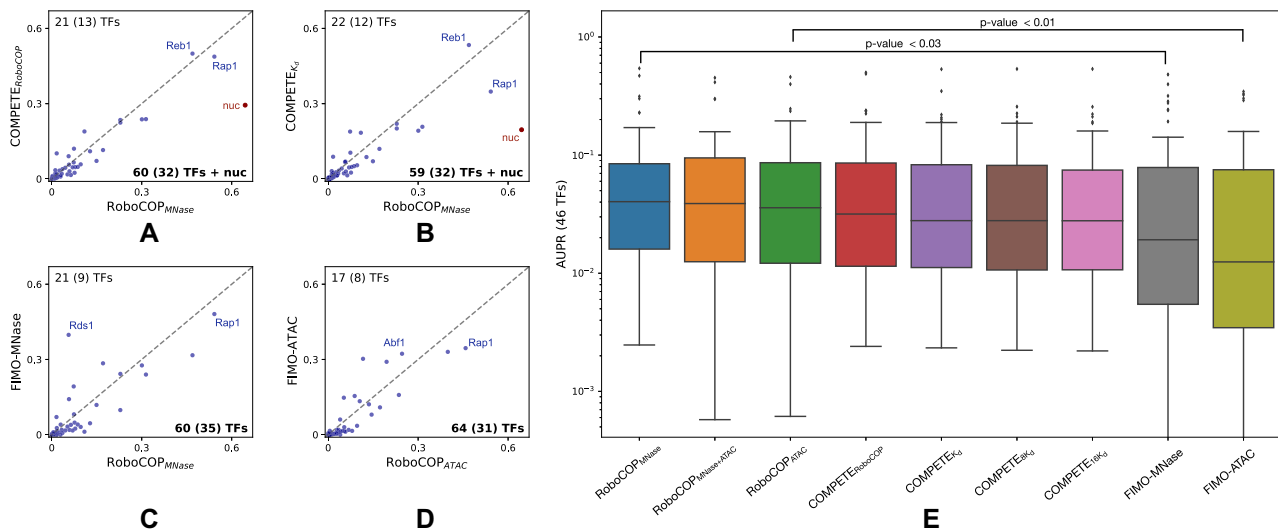 21 (13) TFs
0.6
Reb1
Rap1
COMPETE_RoboCOP
0.3
nuc
0
60 (32) TFs + nuc
0 0.3 0.6
RoboCOP_MNase
A
22 (12) TFs
0.6
Reb1
Rap1
COMPETE_Kd
0.3
nuc
0
59 (32) TFs + nuc
0 0.3 0.6
RoboCOP_MNase
B
21 (9) TFs
0.6
Rds1
Rap1
FIMO-MNase
0.3
0
60 (35) TFs
0 0.3 0.6
RoboCOP_MNase
C
17 (8) TFs
0.6
Abf1
Rap1
FIMO-ATAC
0.3
0
64 (31) TFs
0 0.3 0.6
RoboCOP_ATAC
D
p-value < 0.01
p-value < 0.03
10⁰
10⁻¹
10⁻²
10⁻³
AUPR (46 TFs)
RoboCOP_MNase
RoboCOP_MNase+ATAC
RoboCOP_ATAC
COMPETE_RoboCOP
COMPETE_Kd
COMPETE_8Kd
COMPETE_16Kd
FIMO-MNase
FIMO-ATAC
E